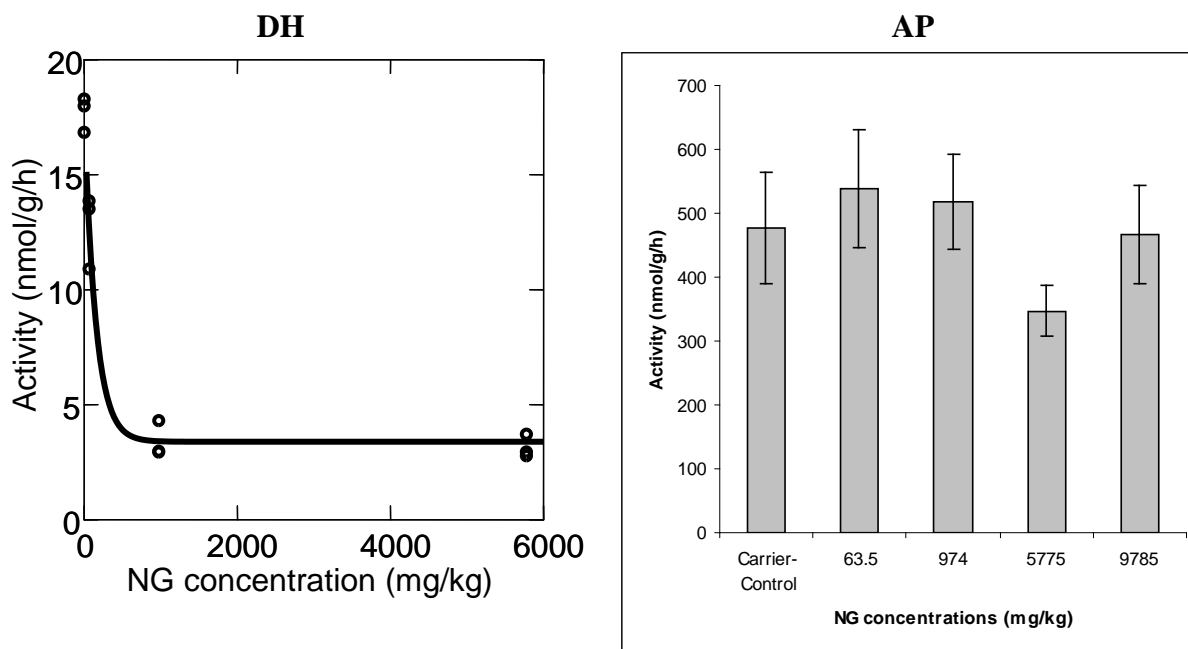 DH
20
15
10
5
0
Activity (nmol/g/h)
0 2000 4000 6000
NG concentration (mg/kg)
AP
700
600
500
400
300
200
100
0
Activity (nmol/g/h)
Carrier-
Control
63.5 974 5775 9785
NG concentrations (mg/kg)